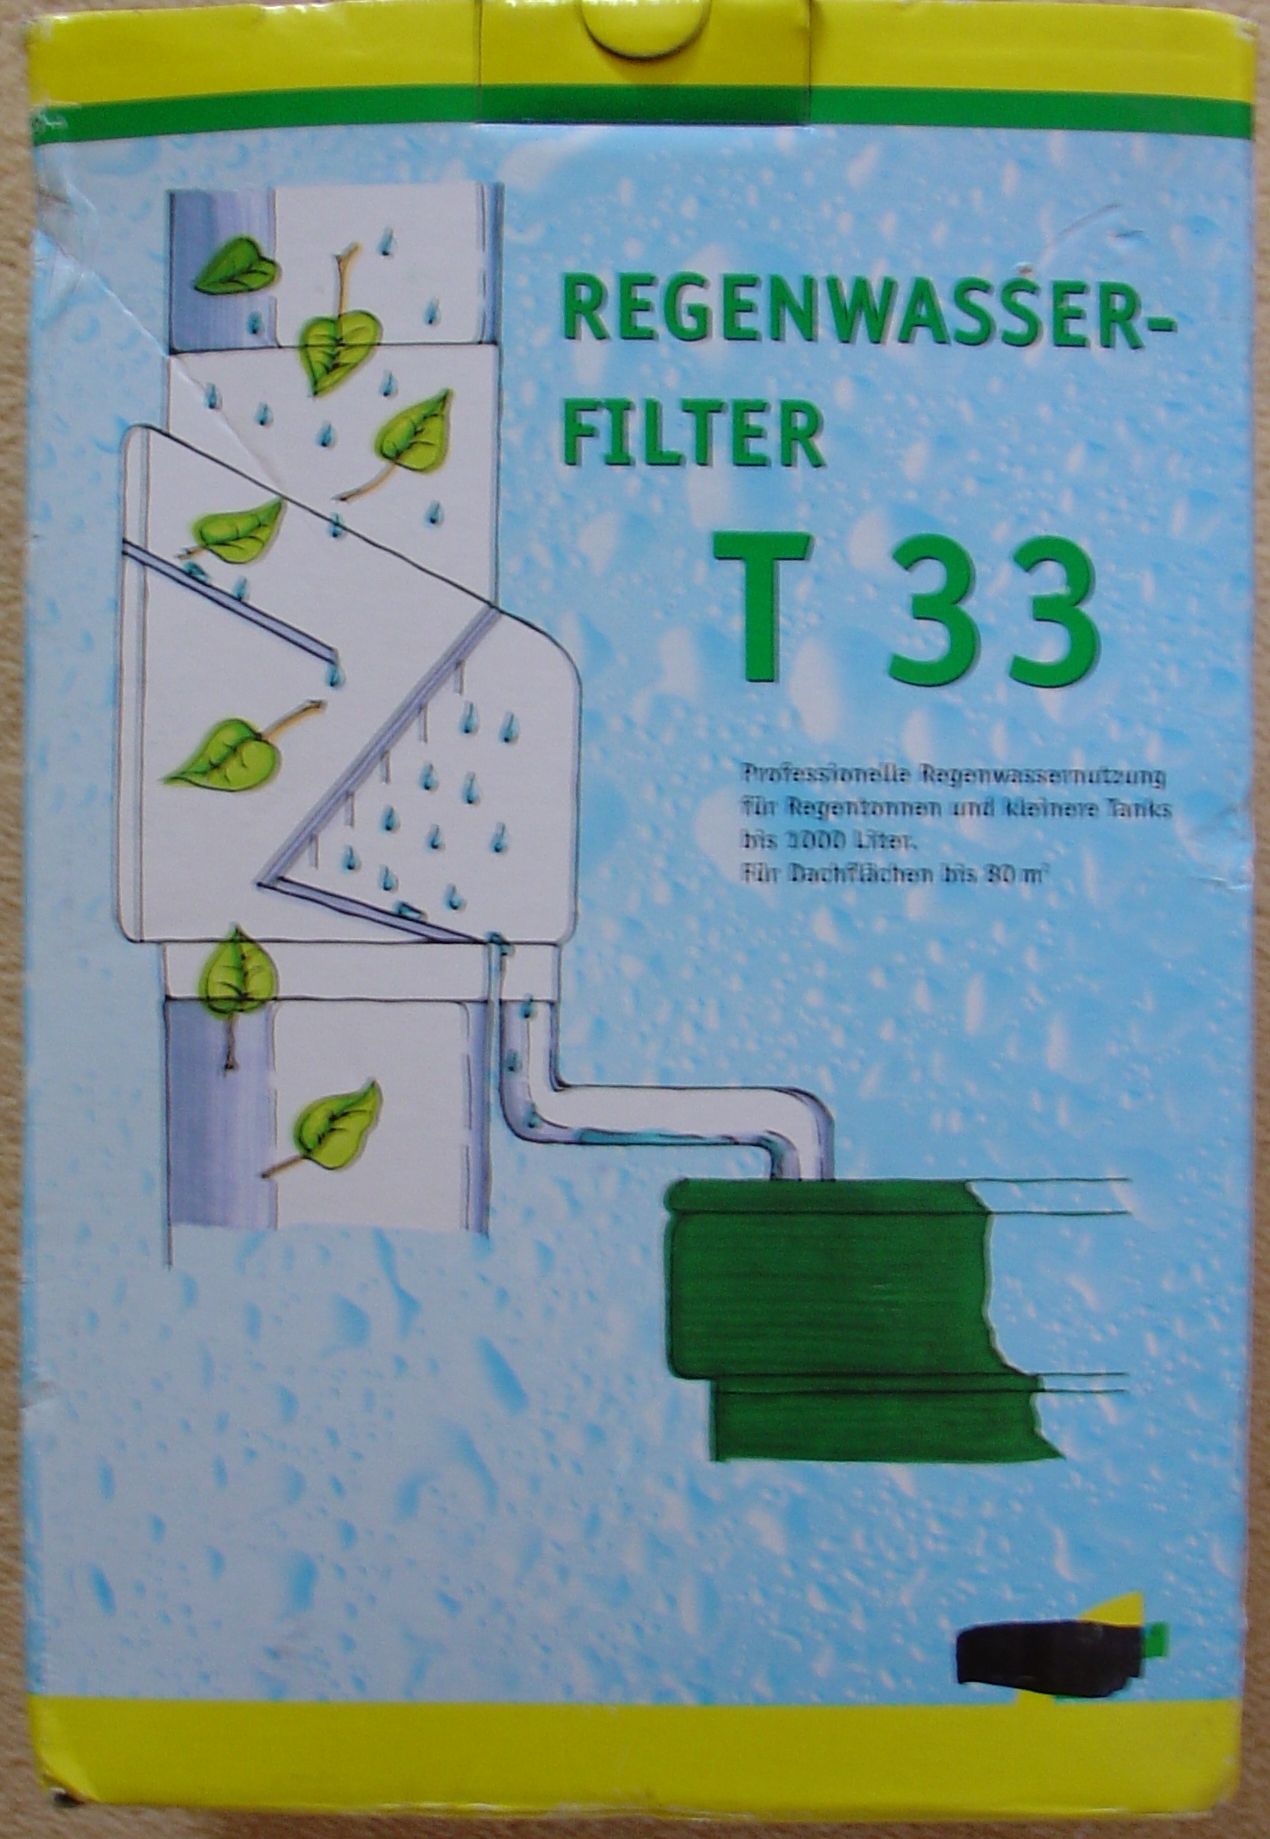 REGENWASSER-
FILTER
T 33
Professionelle Regenwassernutzung
für Regentonnen und kleinere Tanks
bis 1000 Liter.
Für Dachflächen bis 80 m²